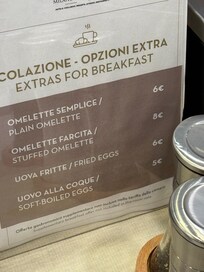 COLAZIONE - OPZIONI EXTRA
EXTRAS FOR BREAKFAST
OMELETTE SEMPLICE / 6€
PLAIN OMELETTE
OMELETTE FARCITA / 8€
STUFFED OMELETTE
UOVA FRITTE / FRIED EGGS 6€
UOVO ALLA COQUE / 5€
SOFT-BOILED EGGS